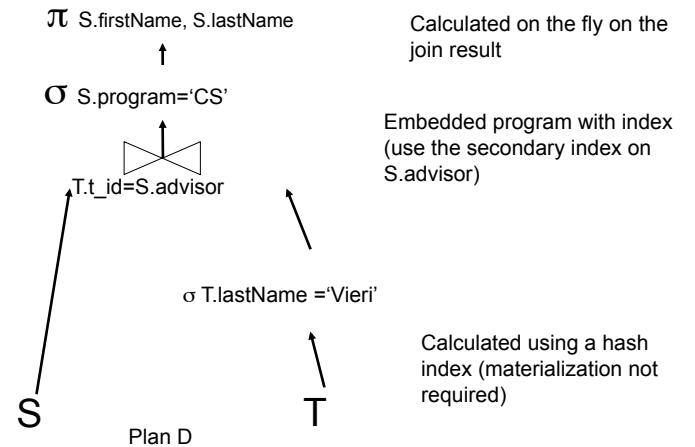 π S.firstName, S.lastName
Calculated on the fly on the
join result
σ S.program=‘CS’
Embedded program with index
(use the secondary index on
S.advisor)
T.t_id=S.advisor
σ T.lastName =‘Vieri’
Calculated using a hash
index (materialization not
required)
S
T
Plan D